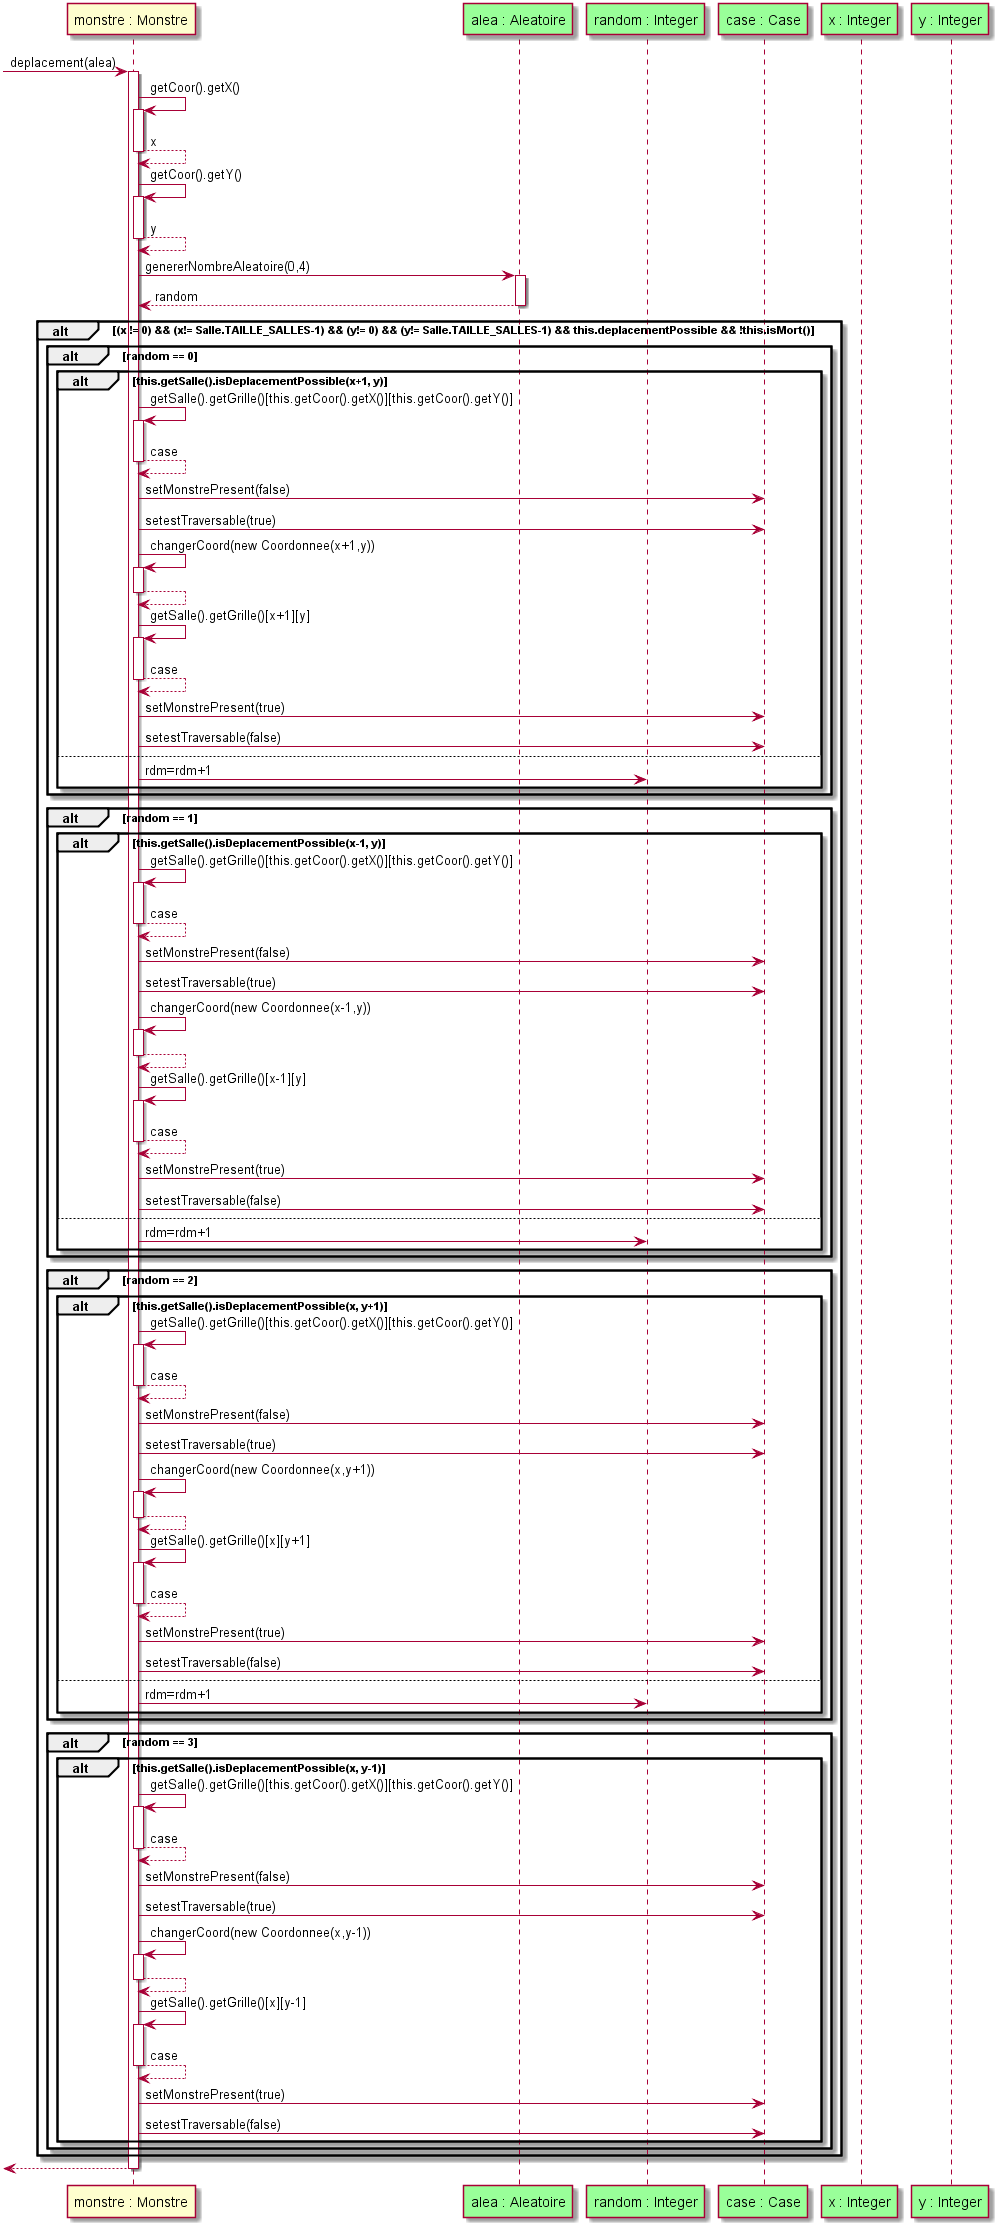 monstre : Monstre
alea : Aleatoire
random : Integer
case : Case
x : Integer
y : Integer
deplacement(alea)
getCoor().getX()
x
getCoor().getY()
y
genererNombreAleatoire(0,4)
random
alt [(x != 0) && (x!= Salle.TAILLE_SALLES-1) && (y!= 0) && (y!= Salle.TAILLE_SALLES-1) && this.deplacementPossible && !this.isMort()]
alt [random == 0]
alt [this.getSalle().isDeplacementPossible(x+1, y)]
getSalle().getGrille()[this.getCoor().getX()][this.getCoor().getY()]
case
setMonstrePresent(false)
setestTraversable(true)
changerCoord(new Coordonnee(x+1,y))
getSalle().getGrille()[x+1][y]
case
setMonstrePresent(true)
setestTraversable(false)
rdm=rdm+1
alt [random == 1]
alt [this.getSalle().isDeplacementPossible(x-1, y)]
getSalle().getGrille()[this.getCoor().getX()][this.getCoor().getY()]
case
setMonstrePresent(false)
setestTraversable(true)
changerCoord(new Coordonnee(x-1,y))
getSalle().getGrille()[x-1][y]
case
setMonstrePresent(true)
setestTraversable(false)
rdm=rdm+1
alt [random == 2]
alt [this.getSalle().isDeplacementPossible(x, y+1)]
getSalle().getGrille()[this.getCoor().getX()][this.getCoor().getY()]
case
setMonstrePresent(false)
setestTraversable(true)
changerCoord(new Coordonnee(x,y+1))
getSalle().getGrille()[x][y+1]
case
setMonstrePresent(true)
setestTraversable(false)
rdm=rdm+1
alt [random == 3]
alt [this.getSalle().isDeplacementPossible(x, y-1)]
getSalle().getGrille()[this.getCoor().getX()][this.getCoor().getY()]
case
setMonstrePresent(false)
setestTraversable(true)
changerCoord(new Coordonnee(x,y-1))
getSalle().getGrille()[x][y-1]
case
setMonstrePresent(true)
setestTraversable(false)
monstre : Monstre
alea : Aleatoire
random : Integer
case : Case
x : Integer
y : Integer